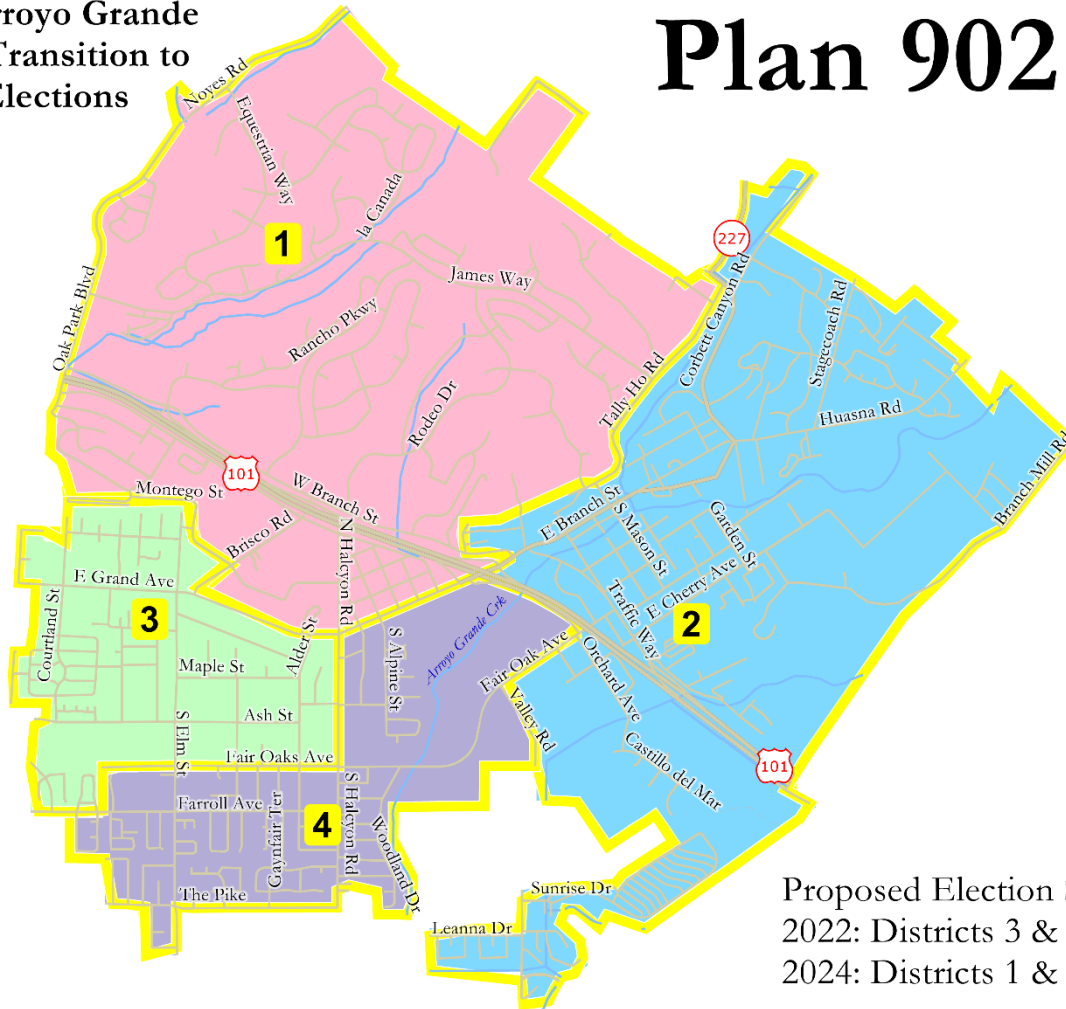 Arroyo Grande
Transition to
Elections
Plan 902
Noyes Rd
Equestrian Way
la Canada
1
227
James Way
Corbett Canyon Rd
Stagecoach Rd
Oak Park Blvd
Rancho Pkwy
Tally Ho Rd
Rodeo Dr
Huasna Rd
101
Montego St
W Branch St
E Branch St
S Mason St
Garden St
Branch Mill Rd
Brisco Rd
N Halcyon Rd
E Grand Ave
3
Courtland St
E Cherry Ave
Traffic Way
2
Arroyo Grande Crk
Alder St
S Alpine St
Maple St
Fair Oak Ave
Orchard Ave
Valley Rd
Ash St
S Elm St
Castillo del Mar
Fair Oaks Ave
101
Farroll Ave
4
Gaynfair Ter
S Halcyon Rd
Woodland Dr
The Pike
Sunrise Dr
Leanna Dr
Proposed Election
2022: Districts 3 &
2024: Districts 1 &